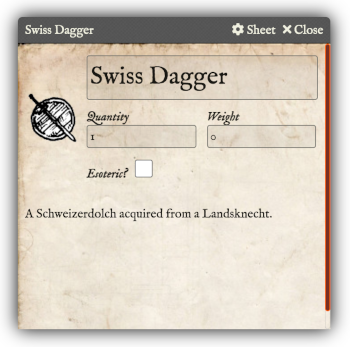 Swiss Dagger Sheet Close
Swiss Dagger
Quantity Weight
1 0
Esoteric?
A Schweizerdolch acquired from a Landsknecht.